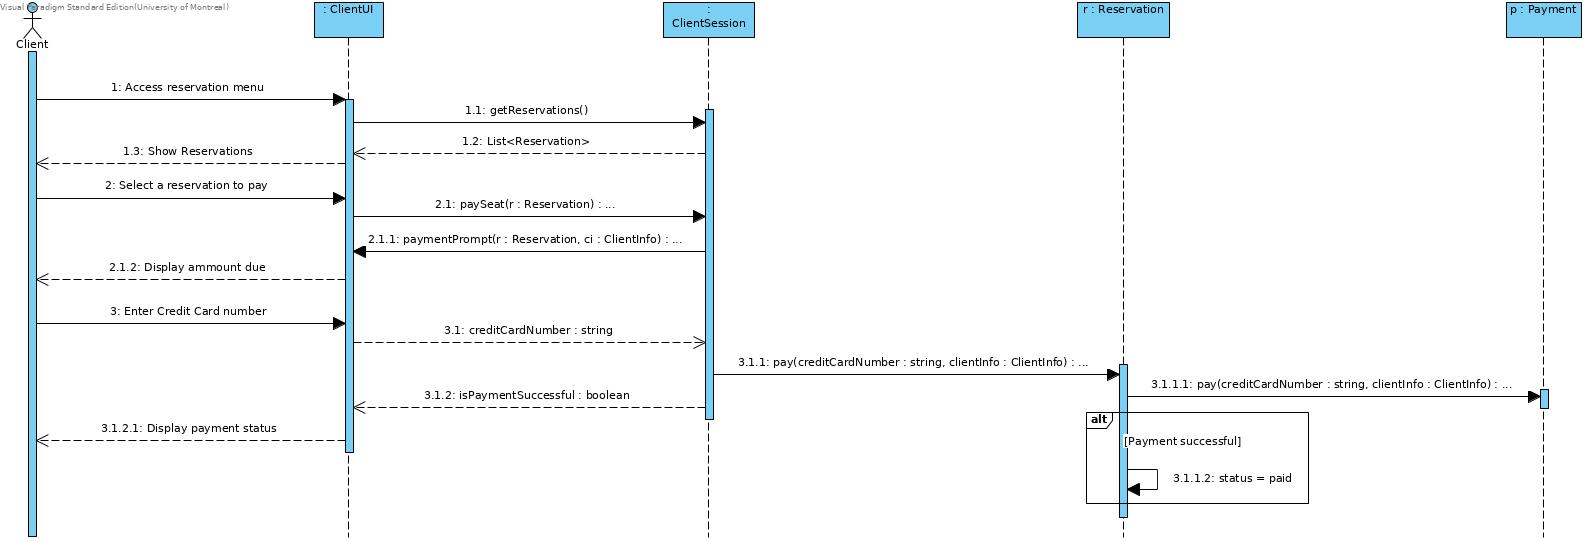 Visual Paradigm Standard Edition(University of Montreal)
Client
: ClientUI
:
ClientSession
r : Reservation
p : Payment
1: Access reservation menu
1.1: getReservations()
1.2: List<Reservation>
1.3: Show Reservations
2: Select a reservation to pay
2.1: paySeat(r : Reservation) : ...
2.1.1: paymentPrompt(r : Reservation, ci : ClientInfo) : ...
2.1.2: Display ammount due
3: Enter Credit Card number
3.1: creditCardNumber : string
3.1.1: pay(creditCardNumber : string, clientInfo : ClientInfo) : ...
3.1.1.1: pay(creditCardNumber : string, clientInfo : ClientInfo) : ...
3.1.2: isPaymentSuccessful : boolean
alt
3.1.2.1: Display payment status
[Payment successful]
3.1.1.2: status = paid